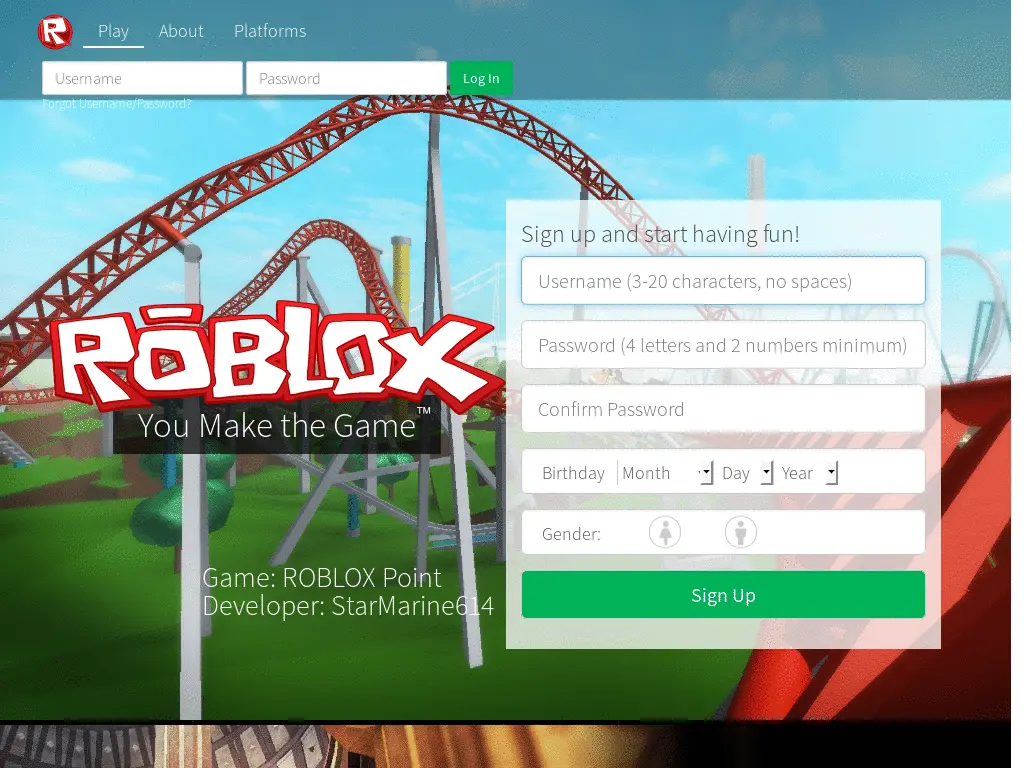 R Play About Platforms
Username Password Log In
Forgot Username/Password?
Sign up and start having fun!
Username (3-20 characters, no spaces)
Password (4 letters and 2 numbers minimum)
Confirm Password
Birthday Month Day Year
Gender:
Sign Up
RŌBLOX
You Make the Game™
Game: ROBLOX Point
Developer: StarMarine614